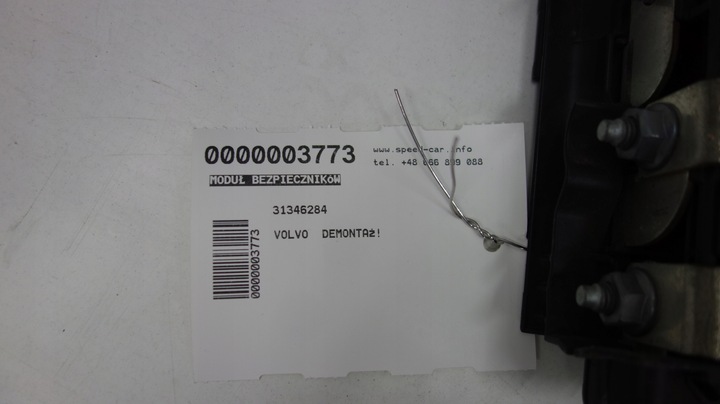 0000003773
www.speed-car.info
tel. +48 666 899 088
MODUŁ BEZPIECZNIKóW
31346284
VOLVO DEMONTAż!
0000003773